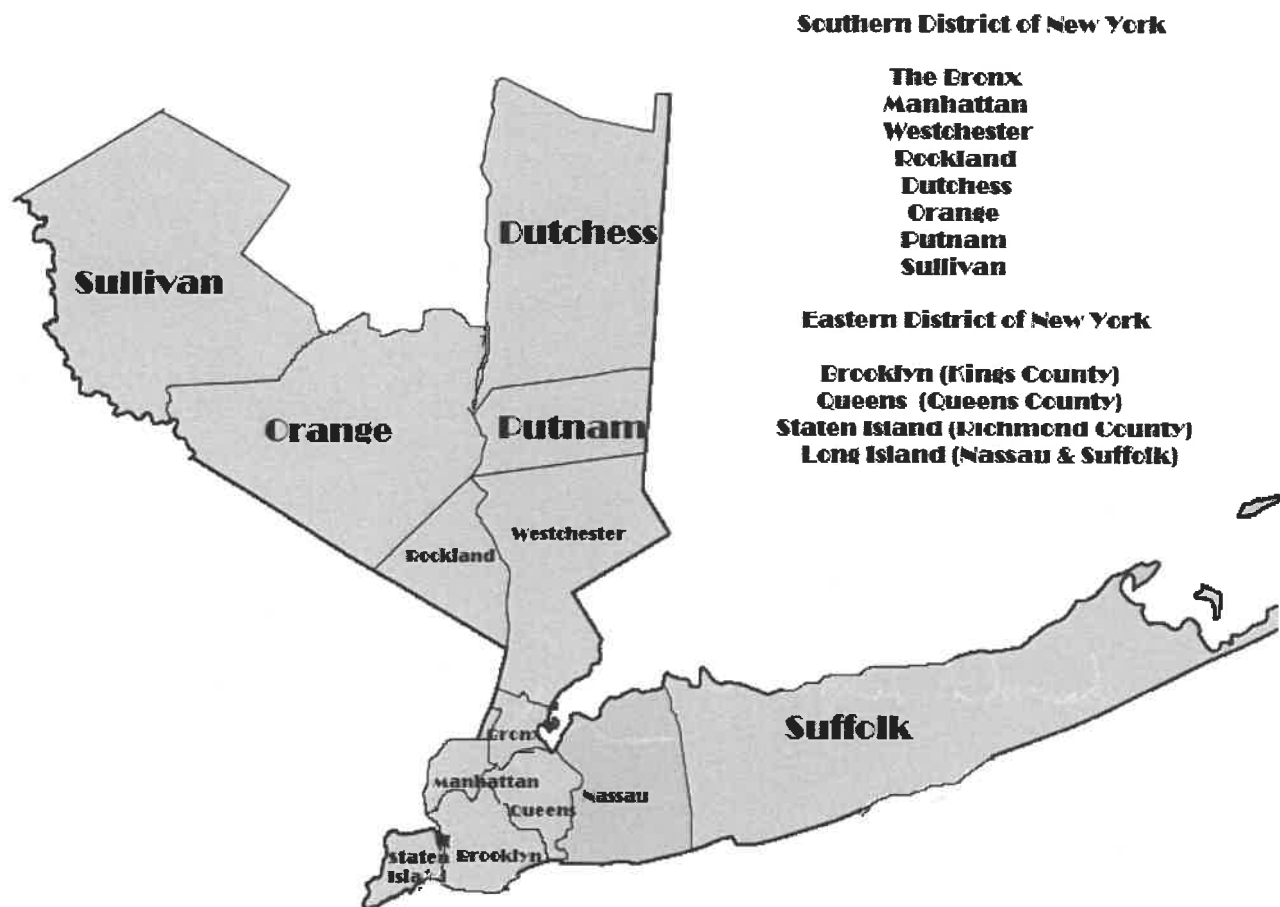 Southern District of New York
The Bronx
Manhattan
Westchester
Rockland
Dutchess
Orange
Putnam
Sullivan
Eastern District of New York
Brooklyn (Kings County)
Queens (Queens County)
Staten Island (Richmond County)
Long Island (Nassau & Suffolk)
Dutchess
Sullivan
Orange
Putnam
Westchester
Rockland
Suffolk
Bronx
Manhattan
Nassau
Queens
Staten
Island
Brooklyn